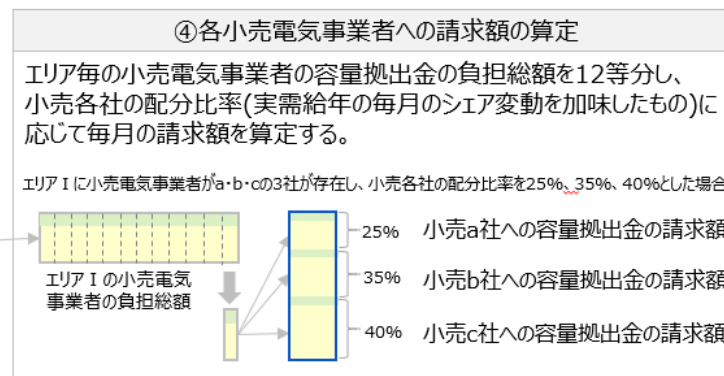 ④各小売電気事業者への請求額の算定
エリア毎の小売電気事業者の容量拠出金の負担総額を12等分し、
小売各社の配分比率(実需給年の毎月のシェア変動を加味したもの)に
応じて毎月の請求額を算定する。
エリアⅠに小売電気事業者がa・b・cの3社が存在し、小売各社の配分比率を25%、35%、40%とした場合
25% 小売a社への容量拠出金の請求額
エリアⅠの小売電気
事業者の負担総額
35% 小売b社への容量拠出金の請求額
40% 小売c社への容量拠出金の請求額